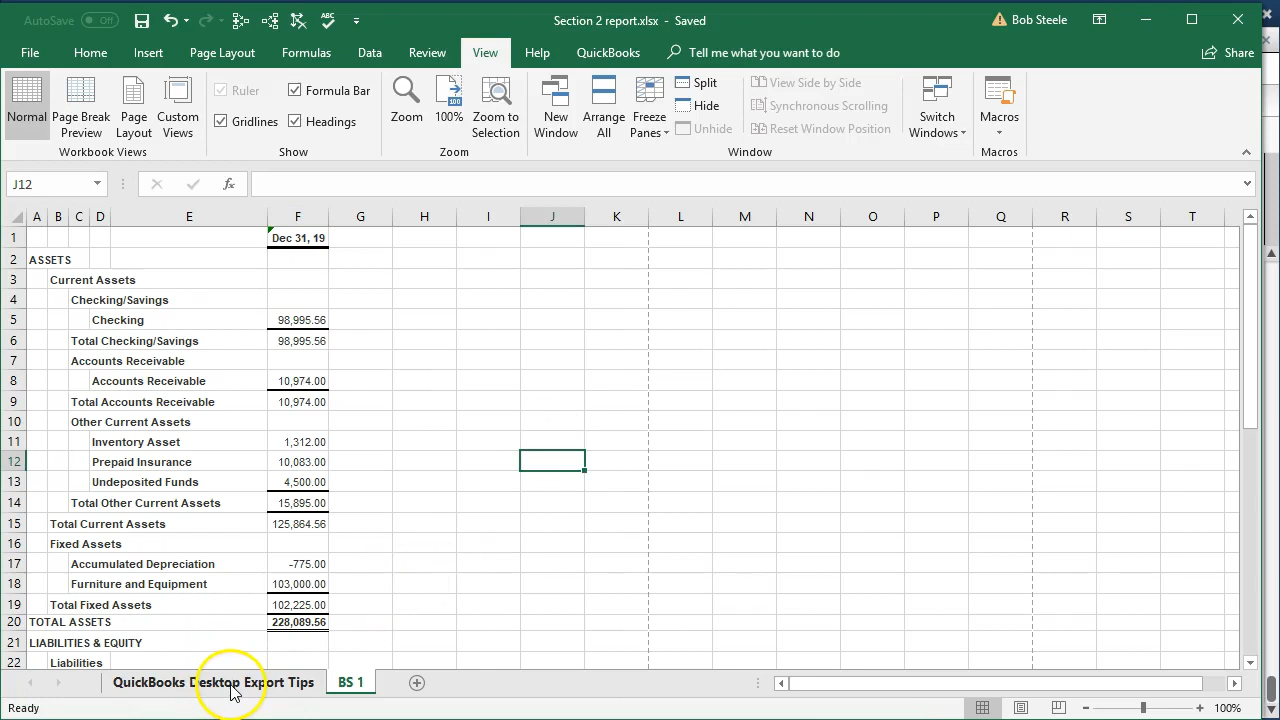 AutoSave Off Section 2 report.xlsx - Saved Bob Steele
File Home Insert Page Layout Formulas Data Review View Help QuickBooks Tell me what you want to do Share
Normal
Page Break Preview
Page Layout
Custom Views
Workbook Views
Ruler
Formula Bar
Gridlines
Headings
Show
Zoom
100
100%
Zoom to Selection
Zoom
New Window
Arrange All
Freeze Panes
Split
Hide
Unhide
View Side by Side
Synchronous Scrolling
Reset Window Position
Window
Switch Windows
Macros
Macros
J12 fx
A B C D E F G H I J K L M N O P Q R S T
1 Dec 31, 19
2 ASSETS
3 Current Assets
4 Checking/Savings
5 Checking 98,995.56
6 Total Checking/Savings 98,995.56
7 Accounts Receivable
8 Accounts Receivable 10,974.00
9 Total Accounts Receivable 10,974.00
10 Other Current Assets
11 Inventory Asset 1,312.00
12 Prepaid Insurance 10,083.00
13 Undeposited Funds 4,500.00
14 Total Other Current Assets 15,895.00
15 Total Current Assets 125,864.56
16 Fixed Assets
17 Accumulated Depreciation -775.00
18 Furniture and Equipment 103,000.00
19 Total Fixed Assets 102,225.00
20 TOTAL ASSETS 228,089.56
21 LIABILITIES & EQUITY
22 Liabilities
QuickBooks Desktop Export Tips BS 1
Ready 100%